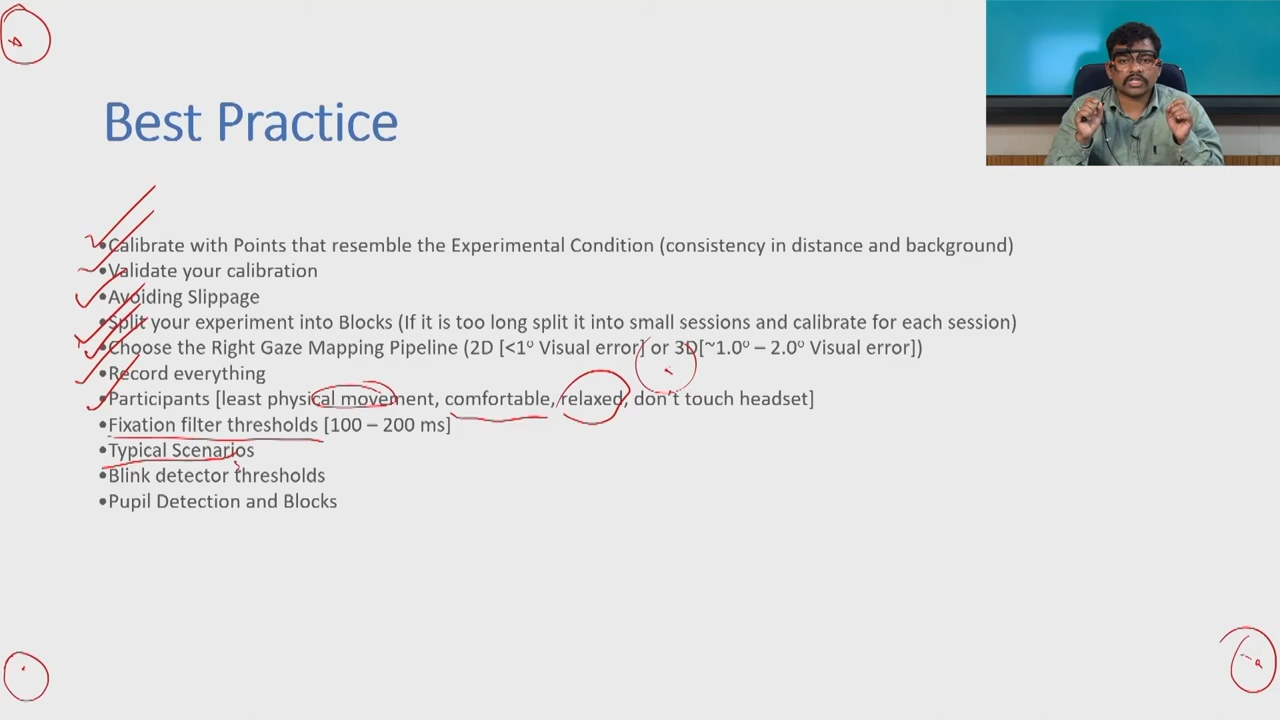 Best Practice
•Calibrate with Points that resemble the Experimental Condition (consistency in distance and background)
•Validate your calibration
•Avoiding Slippage
•Split your experiment into Blocks (If it is too long split it into small sessions and calibrate for each session)
•Choose the Right Gaze Mapping Pipeline (2D [<1º Visual error] or 3D[~1.0º – 2.0º Visual error])
•Record everything
•Participants [least physical movement, comfortable, relaxed, don't touch headset]
•Fixation filter thresholds [100 – 200 ms]
•Typical Scenarios
•Blink detector thresholds
•Pupil Detection and Blocks